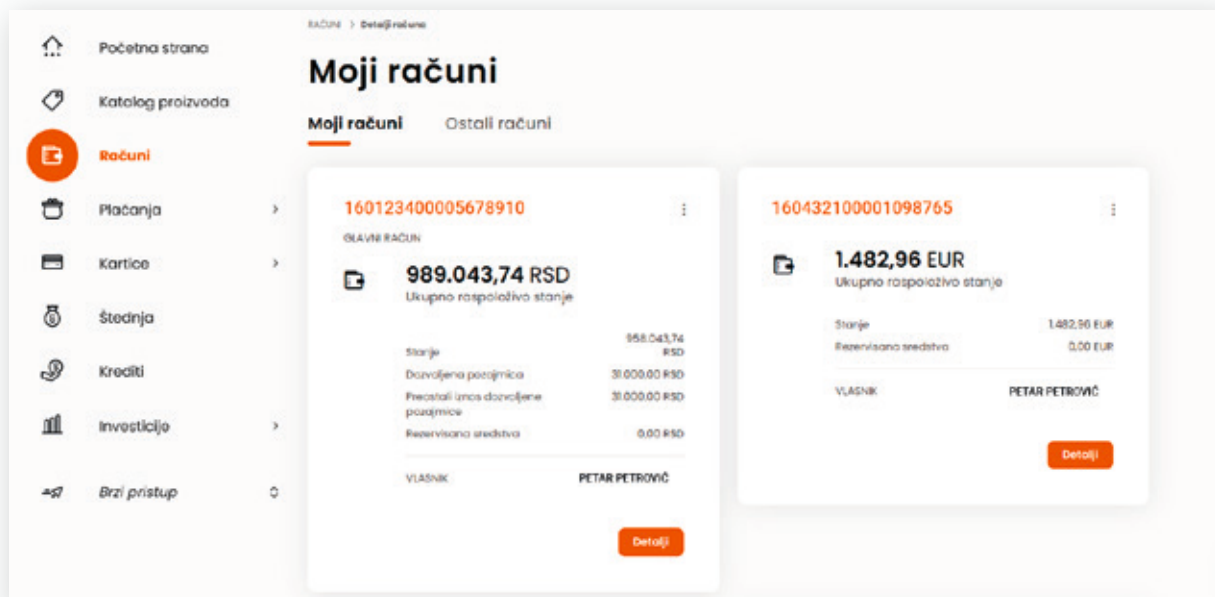 Početna strana
Katalog proizvoda
Računi
Plaćanja
Kartice
Štednja
Krediti
Investicije
Brzi pristup
RAČUNI > Detalji računa
Moji računi
Moji računi Ostali računi
160123400005678910
GLAVNI RAČUN
989.043,74 RSD
Ukupno raspoloživo stanje
958.043,74
Stanje RSD
Dozvoljena pozajmica 31.000,00 RSD
Preostali iznos dozvoljene 31.000,00 RSD
pozajmice
Rezervisana sredstva 0,00 RSD
VLASNIK PETAR PETROVIĆ
Detalji
160432100001098765
1.482,96 EUR
Ukupno raspoloživo stanje
Stanje 1.482,96 EUR
Rezervisana sredstva 0,00 EUR
VLASNIK PETAR PETROVIĆ
Detalji